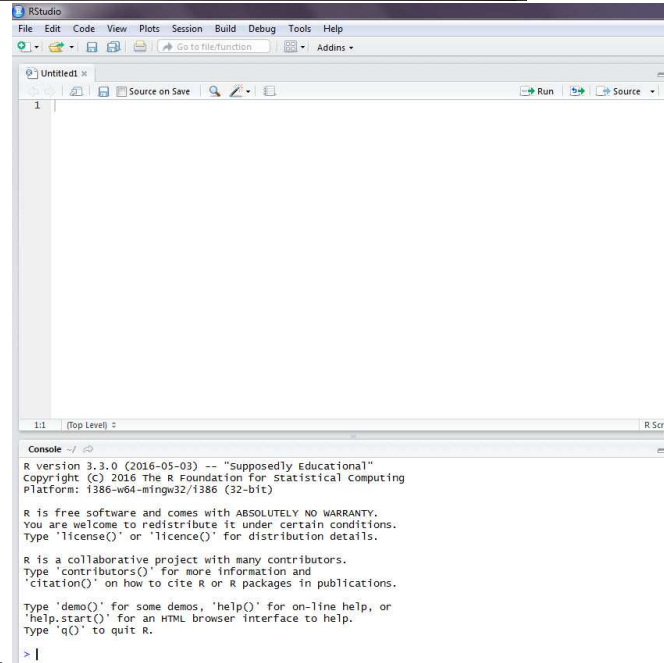 RStudio
File Edit Code View Plots Session Build Debug Tools Help
Go to file/function Addins
Untitled1
Source on Save Run Source
1
1:1 (Top Level) R Scr
Console ~/
R version 3.3.0 (2016-05-03) -- "Supposedly Educational"
Copyright (C) 2016 The R Foundation for Statistical Computing
Platform: i386-w64-mingw32/i386 (32-bit)
R is free software and comes with ABSOLUTELY NO WARRANTY.
You are welcome to redistribute it under certain conditions.
Type 'license()' or 'licence()' for distribution details.
R is a collaborative project with many contributors.
Type 'contributors()' for more information and
'citation()' on how to cite R or R packages in publications.
Type 'demo()' for some demos, 'help()' for on-line help, or
'help.start()' for an HTML browser interface to help.
Type 'q()' to quit R.
>